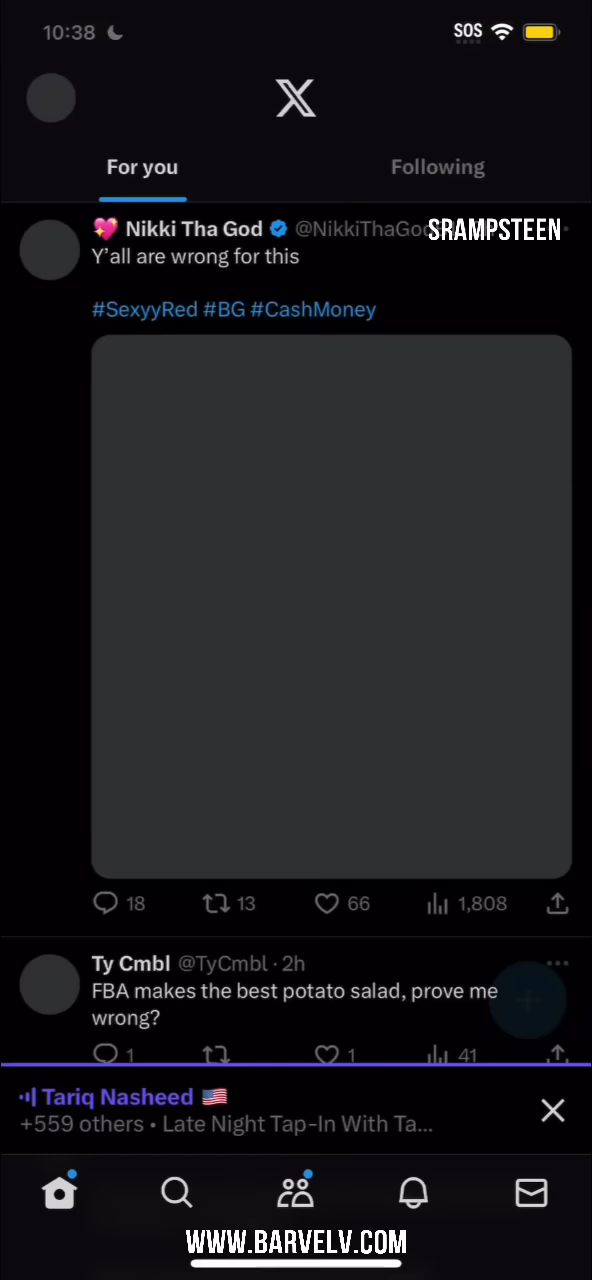 10:38 SOS
X
For you Following
💖 Nikki Tha God @NikkiThaGod
SRAMPSTEEN
Y’all are wrong for this
#SexyyRed #BG #CashMoney
18 13 66 1,808
Ty Cmbl @TyCmbl · 2h
FBA makes the best potato salad, prove me
wrong?
1 1 41
Tariq Nasheed 🇺🇸
+559 others • Late Night Tap-In With Ta...
WWW.BARVELV.COM